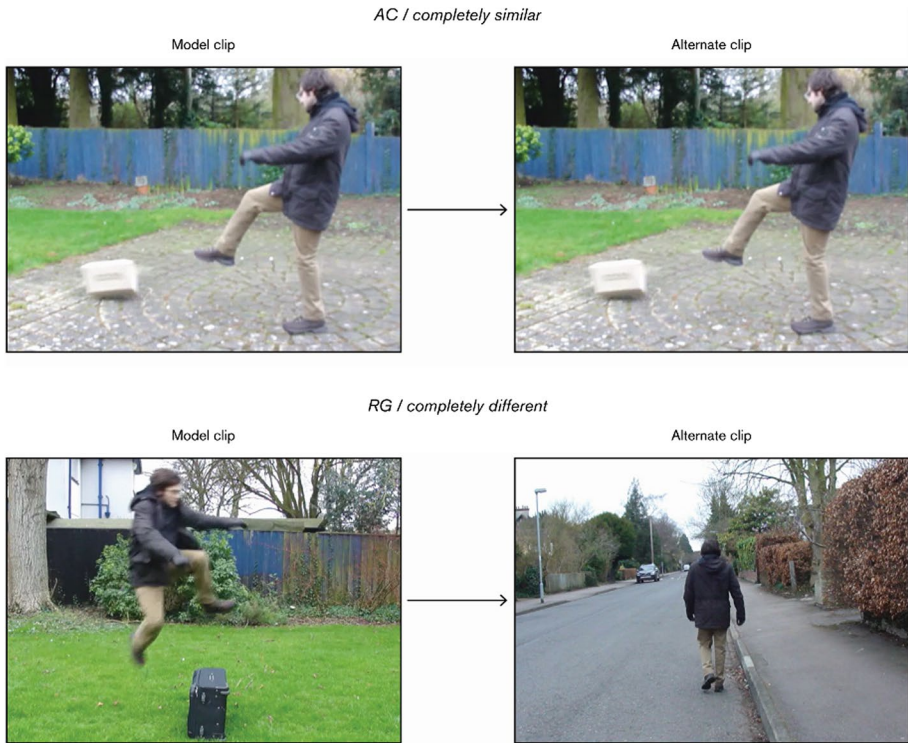 AC / completely similar
Model clip
Alternate clip
RG / completely different
Model clip
Alternate clip